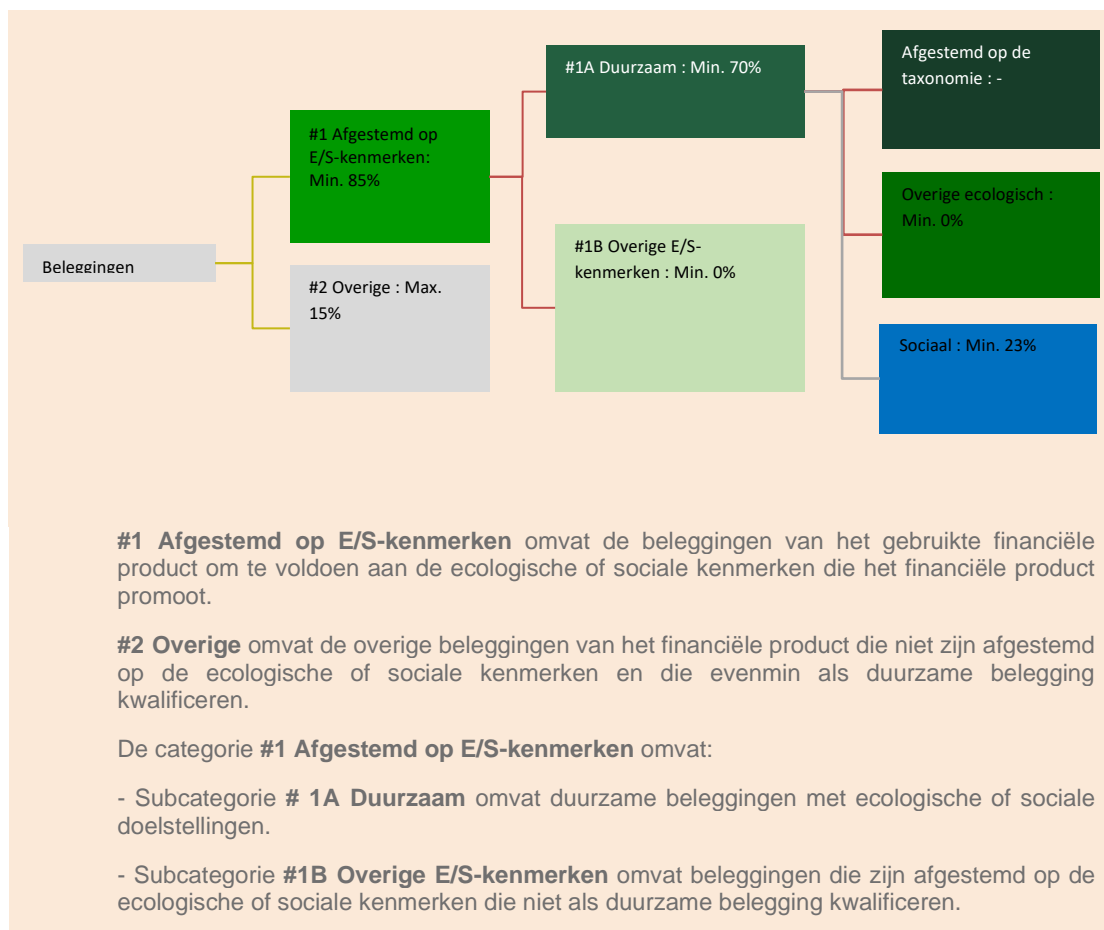 #1A Duurzaam : Min. 70%
Afgestemd op de
taxonomie : -
#1 Afgestemd op
E/S-kenmerken:
Min. 85%
Overige ecologisch :
Min. 0%
#1B Overige E/S-
kenmerken : Min. 0%
Beleggingen
#2 Overige : Max.
15%
Sociaal : Min. 23%
#1 Afgestemd op E/S-kenmerken omvat de beleggingen van het gebruikte financiële
product om te voldoen aan de ecologische of sociale kenmerken die het financiële product
promoot.
#2 Overige omvat de overige beleggingen van het financiële product die niet zijn afgestemd
op de ecologische of sociale kenmerken en die evenmin als duurzame belegging
kwalificeren.
De categorie #1 Afgestemd op E/S-kenmerken omvat:
- Subcategorie # 1A Duurzaam omvat duurzame beleggingen met ecologische of sociale
doelstellingen.
- Subcategorie #1B Overige E/S-kenmerken omvat beleggingen die zijn afgestemd op de
ecologische of sociale kenmerken die niet als duurzame belegging kwalificeren.